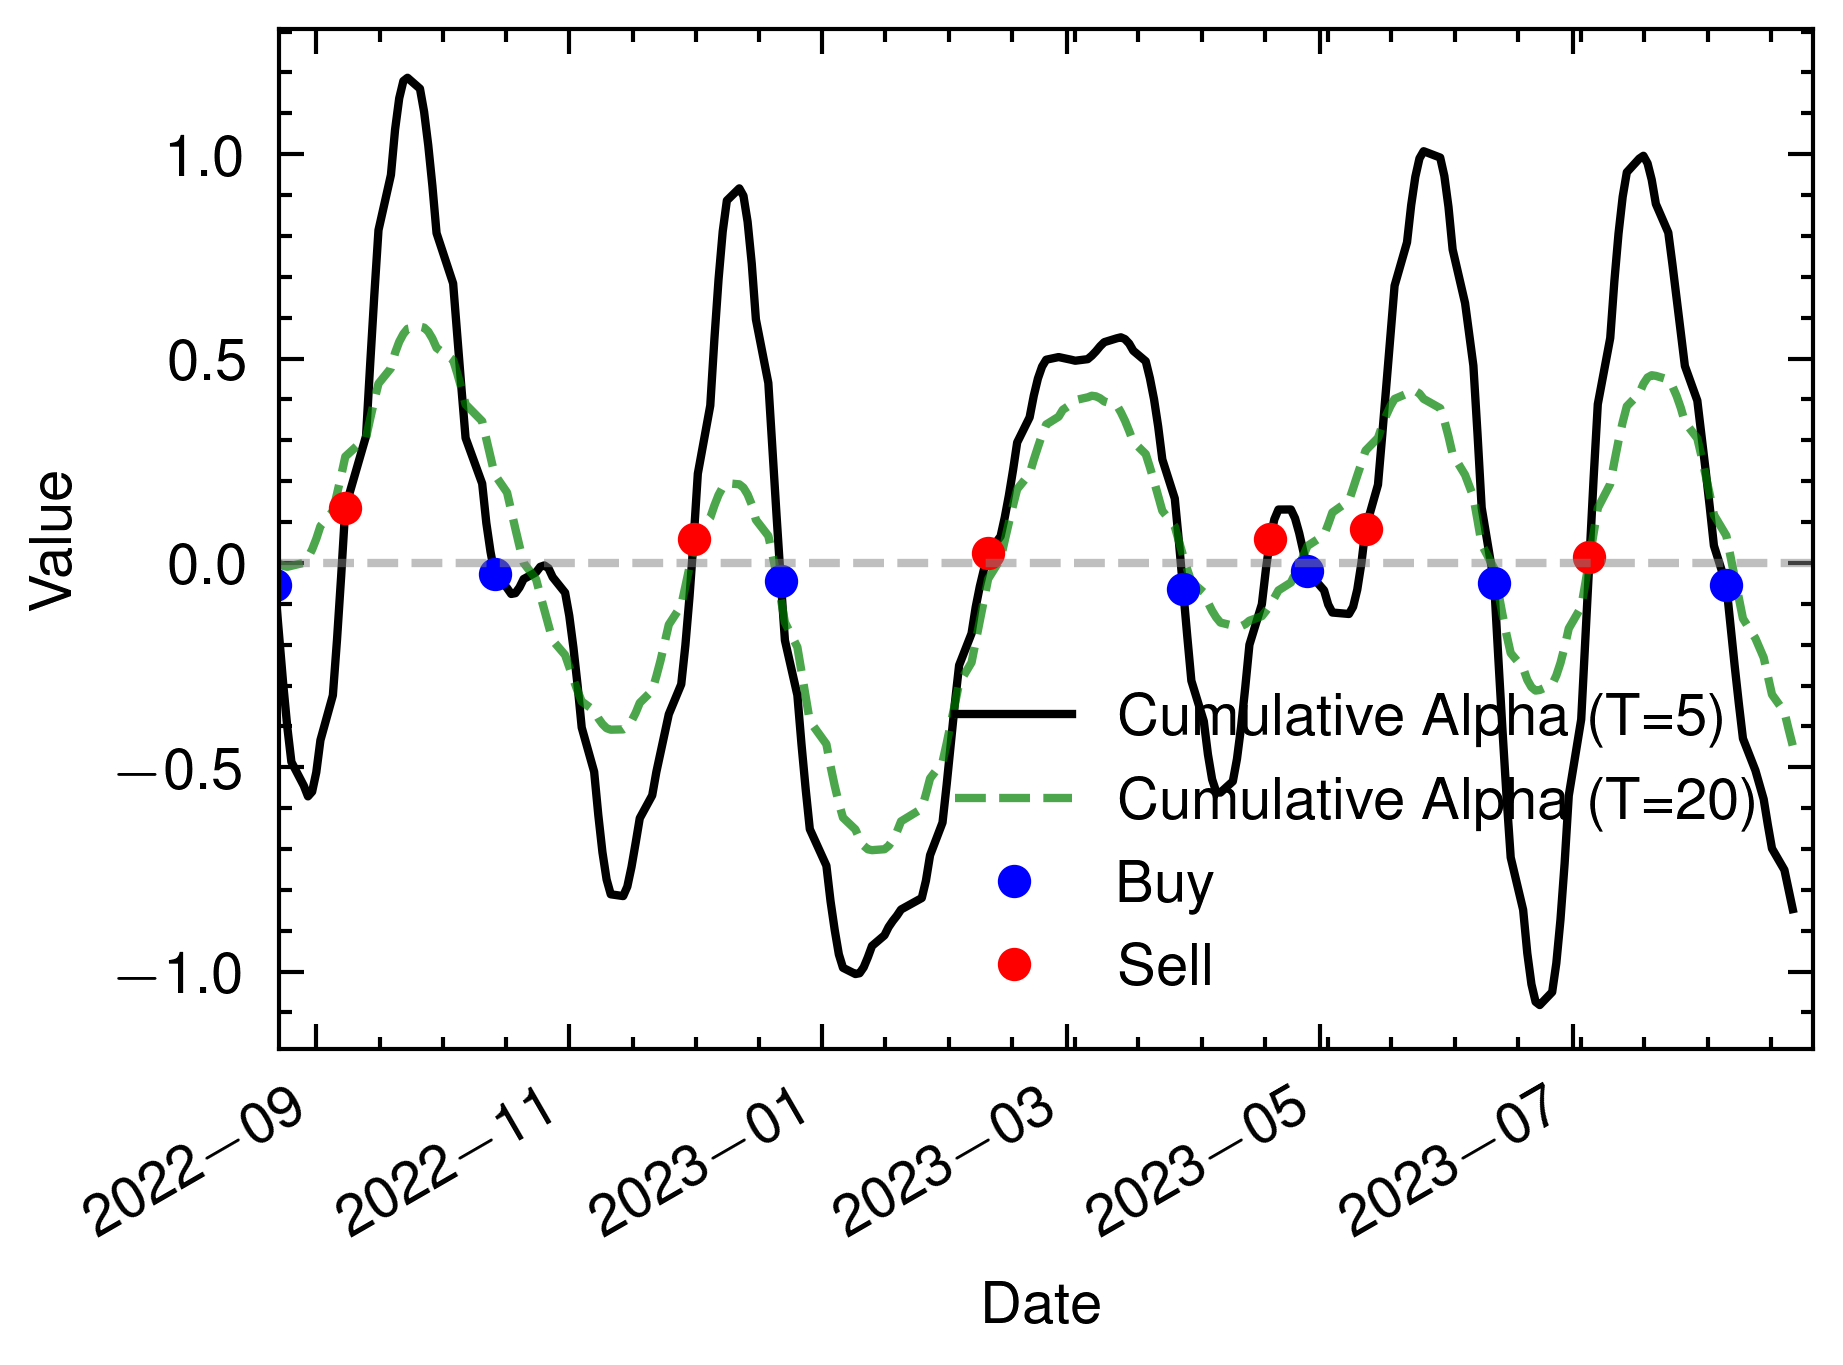 1.0
0.5
0.0
−0.5
−1.0
Value
Cumulative Alpha (T=5)
Cumulative Alpha (T=20)
Buy
Sell
2022−09
2022−11
2023−01
2023−03
2023−05
2023−07
Date